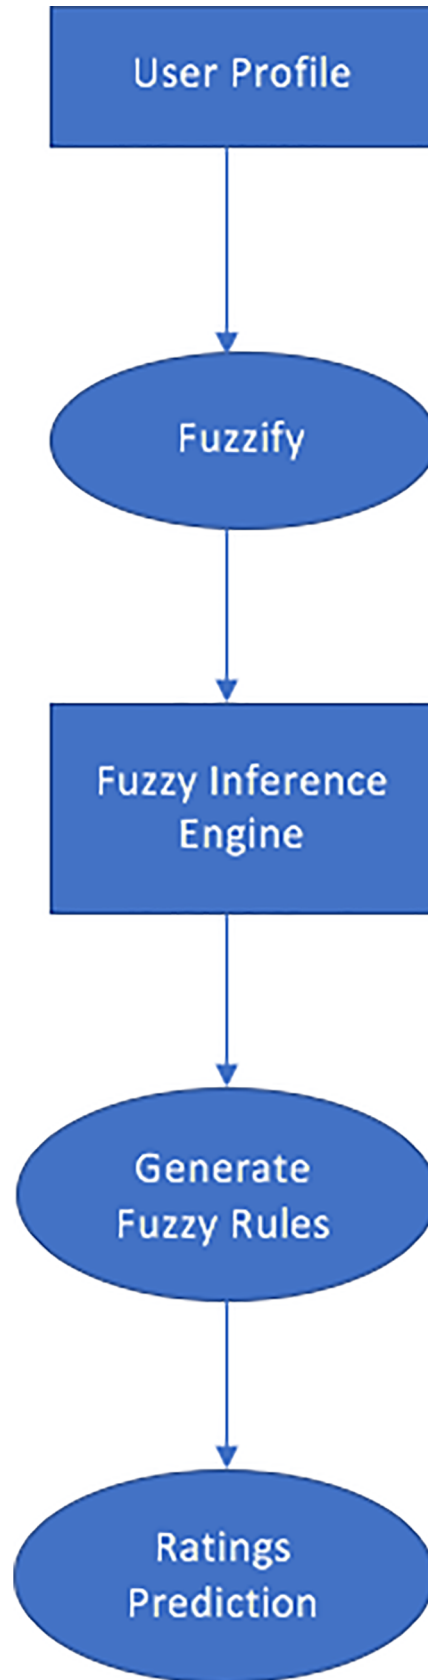 User Profile
Fuzzify
Fuzzy Inference
Engine
Generate
Fuzzy Rules
Ratings
Prediction